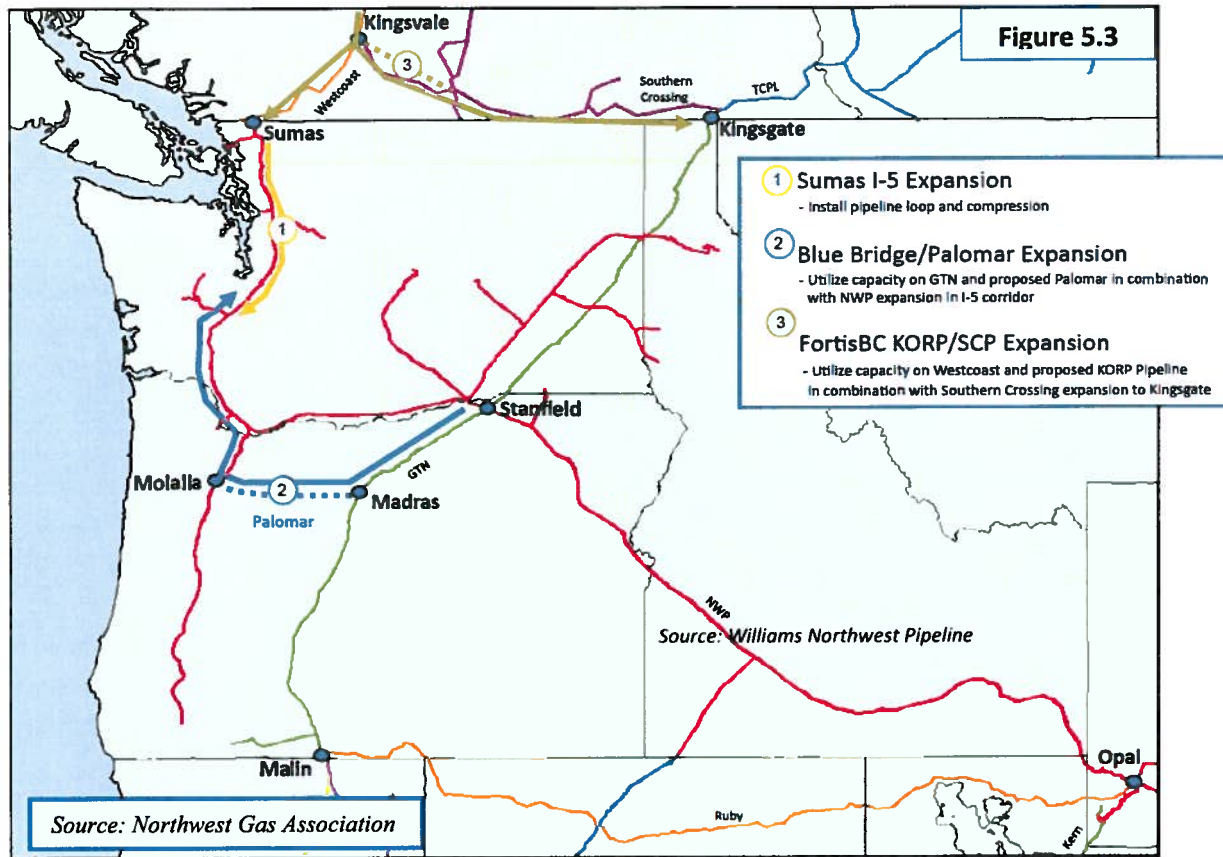 Figure 5.3
Kingsvale
3
Westcoast
Southern
Crossing
TCPL
Sumas
Kingsgate
1 Sumas I-5 Expansion
- Install pipeline loop and compression
2 Blue Bridge/Palomar Expansion
- Utilize capacity on GTN and proposed Palomar in combination
with NWP expansion in I-5 corridor
3 FortisBC KORP/SCP Expansion
- Utilize capacity on Westcoast and proposed KORP Pipeline
in combination with Southern Crossing expansion to Kingsgate
1
Stanfield
GTN
Molalla
2
Madras
Palomar
NWP
Source: Williams Northwest Pipeline
Malin
Opal
Ruby
Kern
Source: Northwest Gas Association